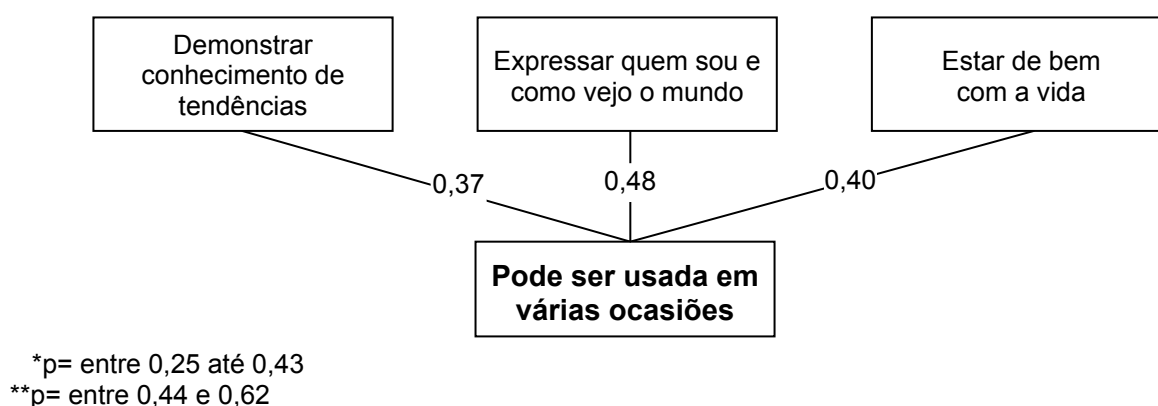 Demonstrar
conhecimento de
tendências
Expressar quem sou e
como vejo o mundo
Estar de bem
com a vida
0,37
0,48
0,40
Pode ser usada em
várias ocasiões
*p= entre 0,25 até 0,43
**p= entre 0,44 e 0,62